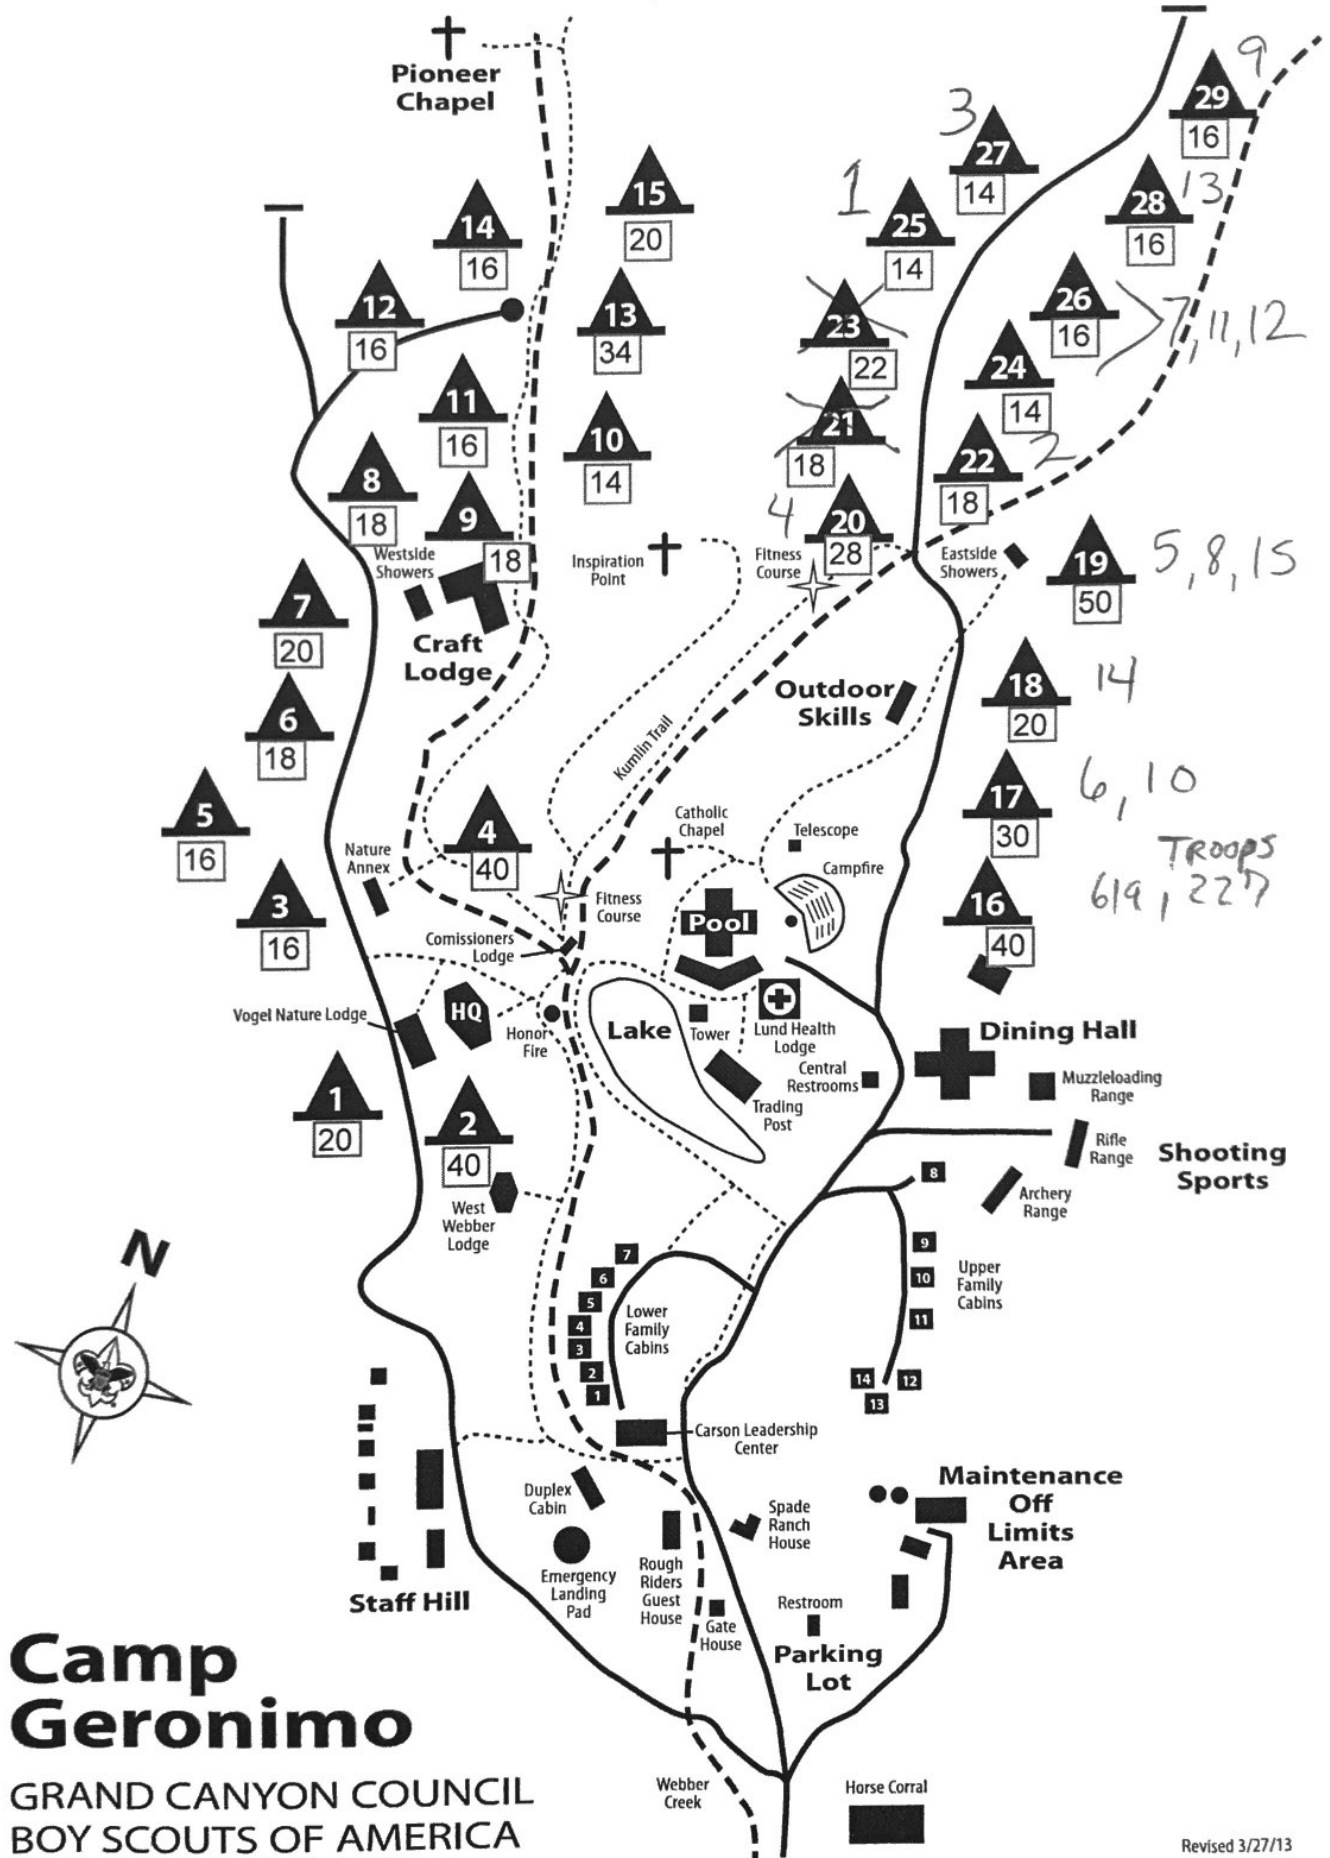 Pioneer
Chapel
9
29
16
3
27
14
13
28
16
1
25
14
15
20
14
16
12
16
13
34
23
22
26
16
7, 11, 12
24
14
11
16
10
14
21
18
2
22
18
8
18
9
18
4
20
28
Westside
Showers
Craft
Lodge
Inspiration
Point
Fitness
Course
Eastside
Showers
19
50
5, 8, 15
7
20
6
18
18
20
14
Outdoor
Skills
Kumlin Trail
5
16
17
30
6, 10
4
40
Nature
Annex
Catholic
Chapel
Telescope
Campfire
TROOPS
619, 227
16
40
3
16
Fitness
Course
Pool
Comissioners
Lodge
Vogel Nature Lodge
HQ
Honor
Fire
Lake
Tower
Lund Health
Lodge
Dining Hall
Central
Restrooms
Muzzleloading
Range
Trading
Post
1
20
2
40
Rifle
Range
Shooting
Sports
Archery
Range
West
Webber
Lodge
N
8
9
10
11
12
13
14
Upper
Family
Cabins
7
6
5
4
3
2
1
Lower
Family
Cabins
Carson Leadership
Center
Duplex
Cabin
Emergency
Landing
Pad
Rough
Riders
Guest
House
Spade
Ranch
House
Gate
House
Maintenance
Off
Limits
Area
Restroom
Parking
Lot
Staff Hill
Camp
Geronimo
GRAND CANYON COUNCIL
BOY SCOUTS OF AMERICA
Webber
Creek
Horse Corral
Revised 3/27/13